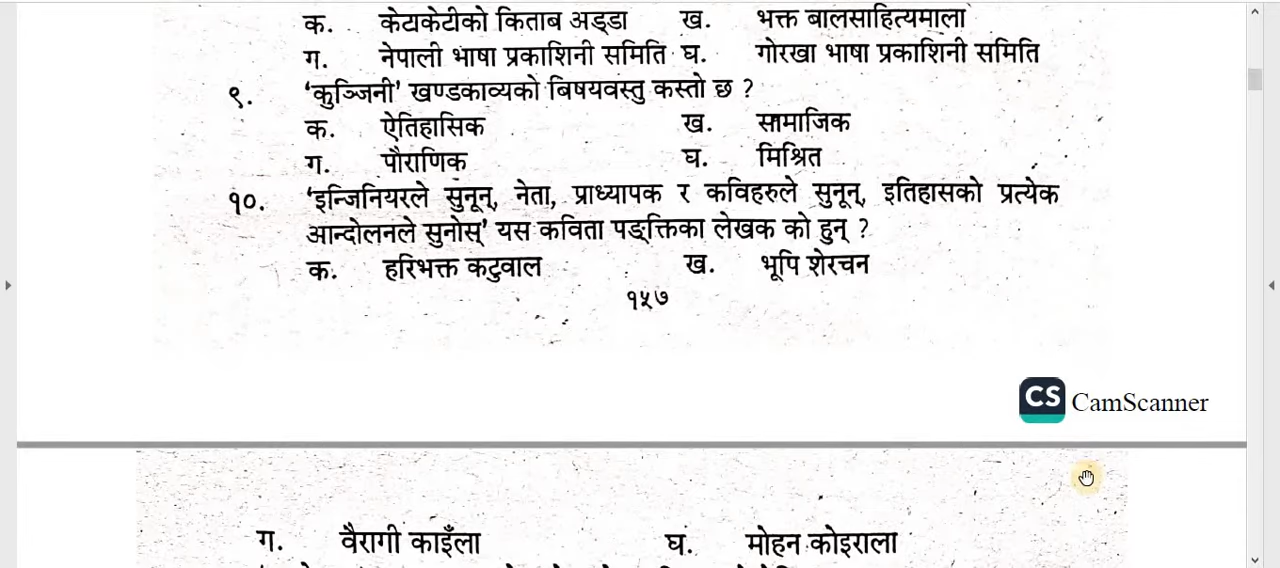 क. केटाकेटीको किताब अड्डा ख. भक्त बालसाहित्यमाला
ग. नेपाली भाषा प्रकाशिनी समिति घ. गोरखा भाषा प्रकाशिनी समिति
९. ‘कुञ्जिनी’ खण्डकाव्यको बिषयवस्तु कस्तो छ ?
क. ऐतिहासिक ख. सामाजिक
ग. पौराणिक घ. मिश्रित
१०. ‘इन्जिनियरले सुनून्, नेता, प्राध्यापक र कविहरुले सुनून्, इतिहासको प्रत्येक
आन्दोलनले सुनोस्’ यस कविता पङ्क्तिका लेखक को हुन् ?
क. हरिभक्त कटुवाल ख. भूपि शेरचन
१५७
CS CamScanner
ग. वैरागी काइँला घ. मोहन कोइराला